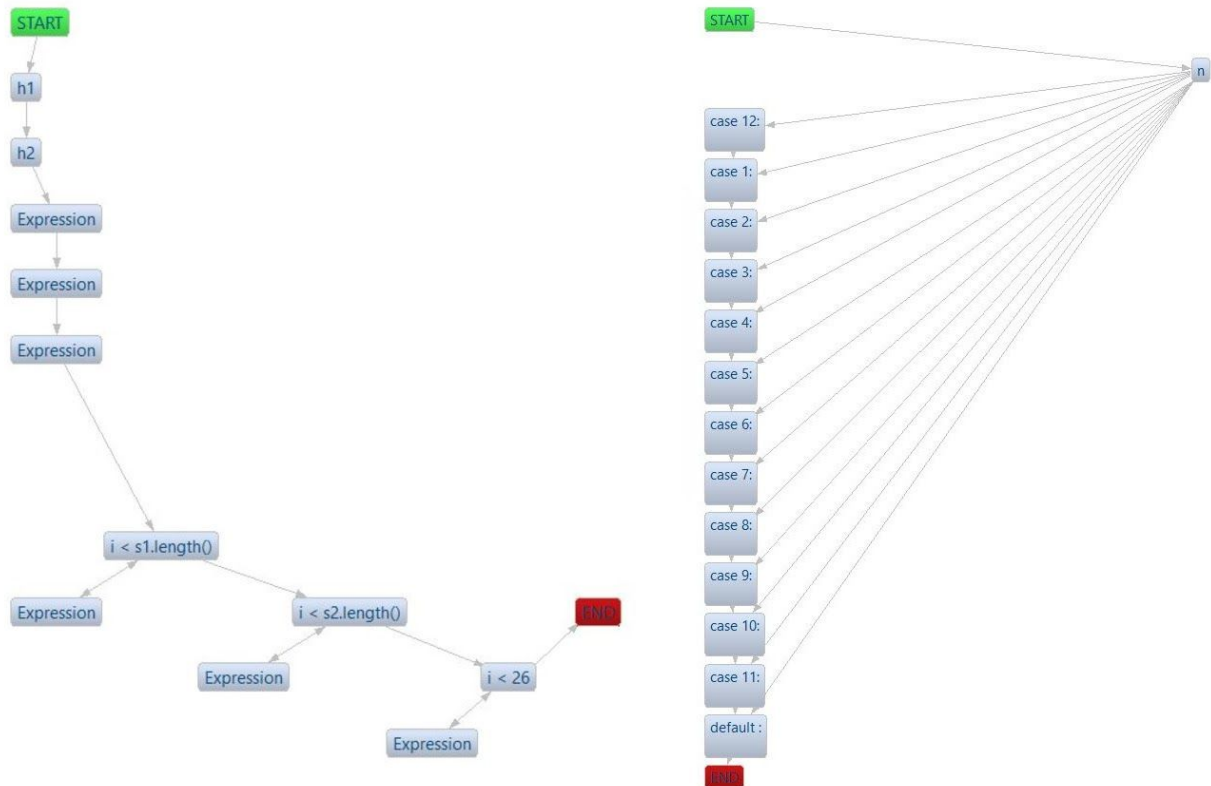 START
h1
h2
Expression
Expression
Expression
i < s1.length()
Expression
i < s2.length()
END
Expression
i < 26
Expression
START
n
case 12:
case 1:
case 2:
case 3:
case 4:
case 5:
case 6:
case 7:
case 8:
case 9:
case 10:
case 11:
default :
END